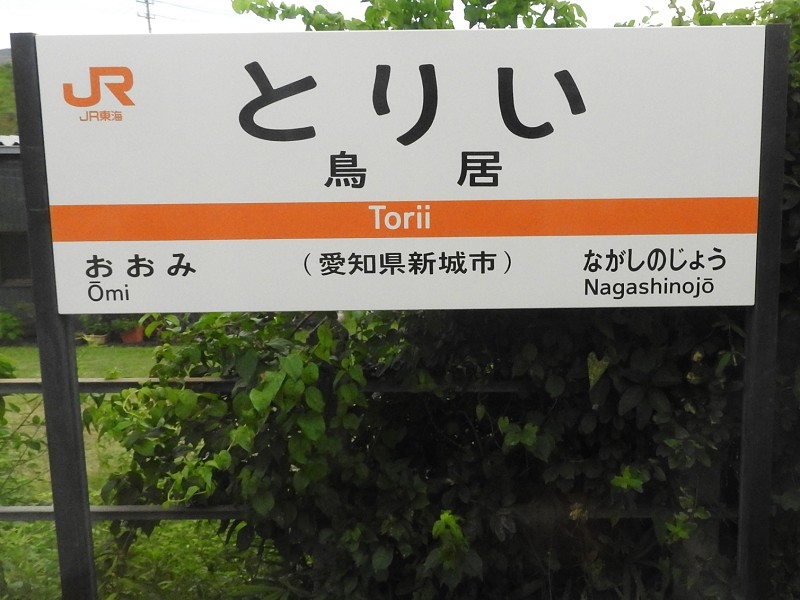 JR
JR東海
とりい
鳥居
Torii
おおみ
Ōmi
（愛知県新城市）
ながしのじょう
Nagashinojō